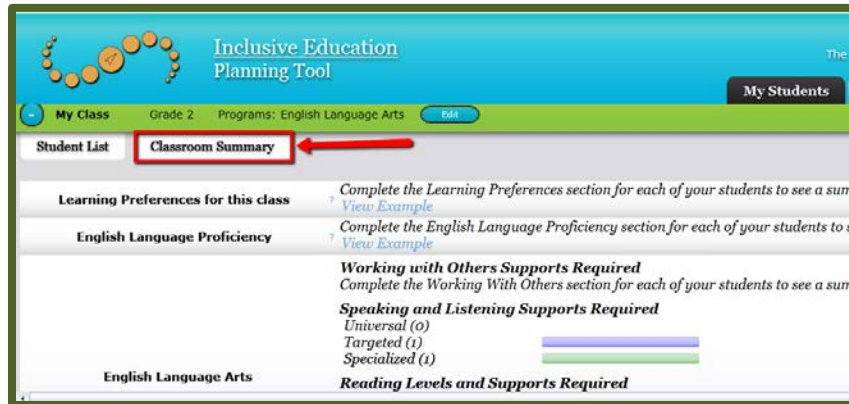 Inclusive Education
Planning Tool
The
My Students
- My Class Grade 2 Programs: English Language Arts Edit
Student List Classroom Summary
Learning Preferences for this class ? Complete the Learning Preferences section for each of your students to see a sum
View Example
English Language Proficiency ? Complete the English Language Proficiency section for each of your students to s
View Example
Working with Others Supports Required
Complete the Working With Others section for each of your students to see a sum
Speaking and Listening Supports Required
Universal (0)
Targeted (1)
Specialized (1)
English Language Arts
Reading Levels and Supports Required